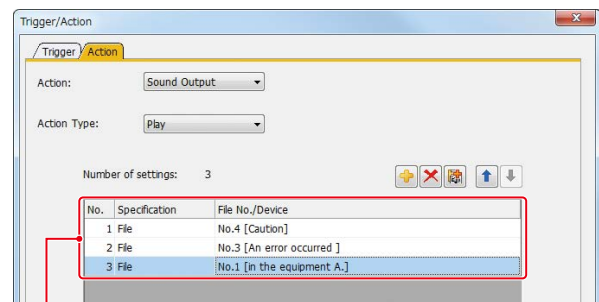 Trigger/Action
Trigger Action
Action: Sound Output
Action Type: Play
Number of settings: 3
No. Specification File No./Device
1 File No.4 [Caution]
2 File No.3 [An error occurred ]
3 File No.1 [in the equipment A.]